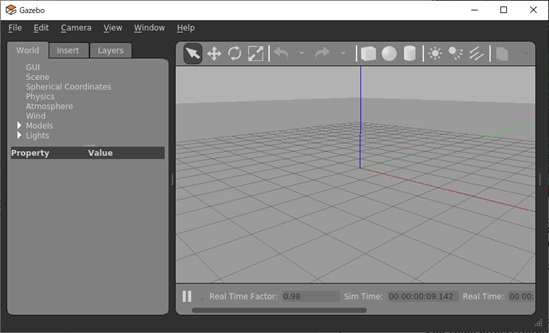 Gazebo
File Edit Camera View Window Help
World Insert Layers
GUI
Scene
Spherical Coordinates
Physics
Atmosphere
Wind
Models
Lights
Property Value
Real Time Factor: 0.98 Sim Time: 00 00:00:09.142 Real Time: 00 00: